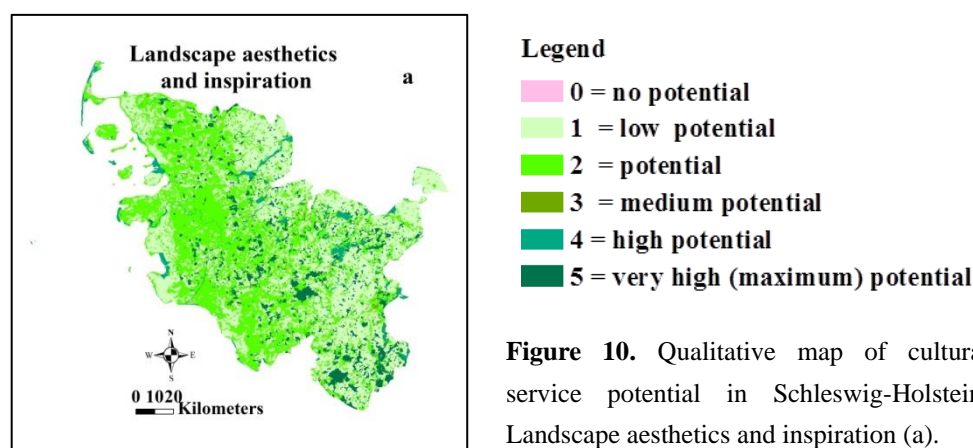 Landscape aesthetics
and inspiration
a
N
W E
S
0 1020
Kilometers
Legend
0 = no potential
1 = low potential
2 = potential
3 = medium potential
4 = high potential
5 = very high (maximum) potential
Figure 10. Qualitative map of cultura
service potential in Schleswig-Holstein
Landscape aesthetics and inspiration (a).